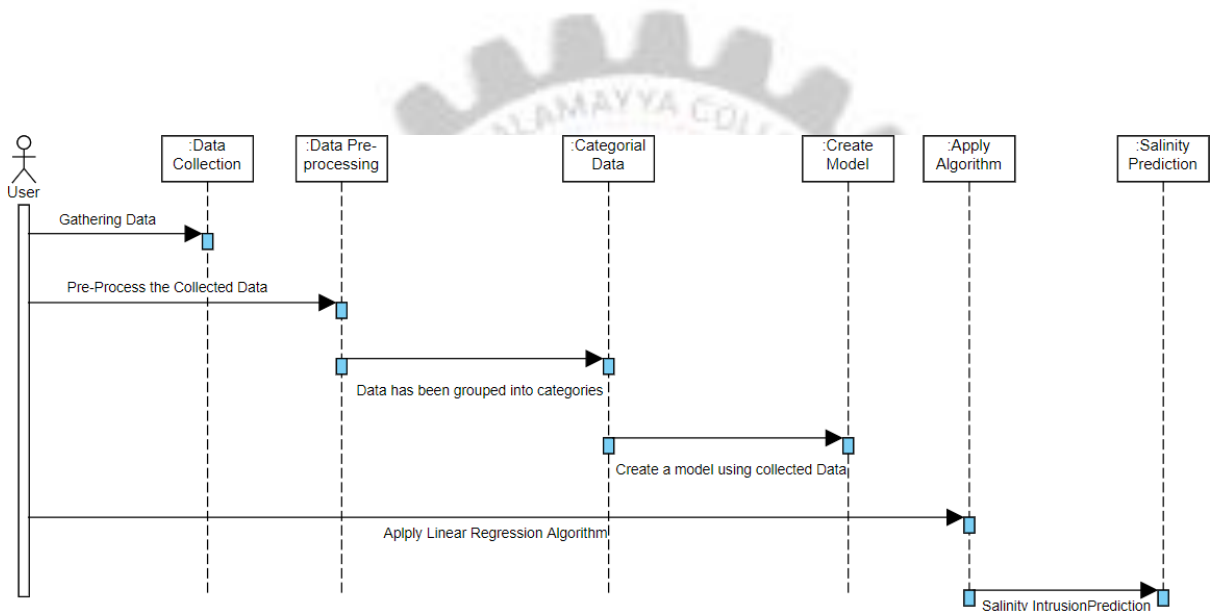 ALAMAYYA COL
:Data
Collection
:Data Pre-
processing
:Categorial
Data
:Create
Model
:Apply
Algorithm
:Salinity
Prediction
User
Gathering Data
Pre-Process the Collected Data
Data has been grouped into categories
Create a model using collected Data
Aplply Linear Regression Algorithm
Salinity IntrusionPrediction